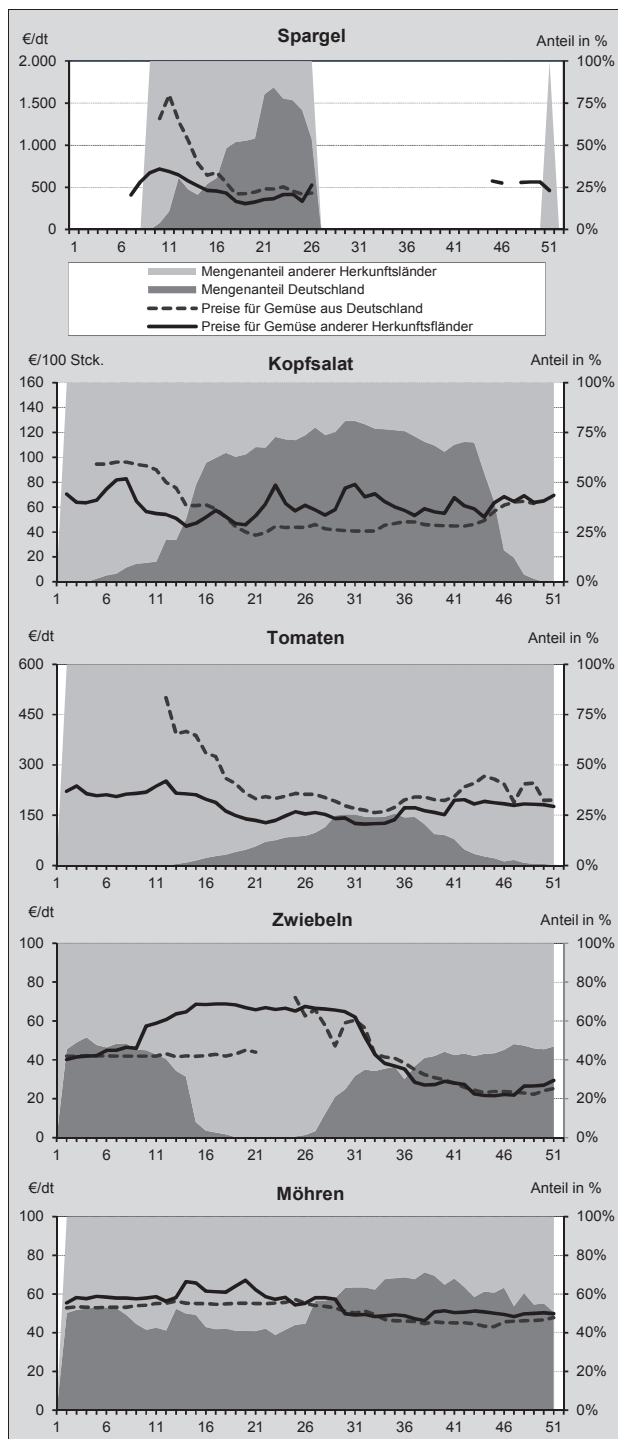 Spargel
€/dt Anteil in %
2.000 100%
1.500 75%
1.000 50%
500 25%
0 0%
1 6 11 16 21 26 31 36 41 46 51
Mengenanteil anderer Herkunftsländer
Mengenanteil Deutschland
Preise für Gemüse aus Deutschland
Preise für Gemüse anderer Herkunftsfländer
€/100 Stck. Kopfsalat Anteil in %
160 100%
140
120 75%
100
80 50%
60
40 25%
20
0 0%
1 6 11 16 21 26 31 36 41 46 51
€/dt Tomaten Anteil in %
600 100%
450 75%
300 50%
150 25%
0 0%
1 6 11 16 21 26 31 36 41 46 51
€/dt Zwiebeln Anteil in %
100 100%
80 80%
60 60%
40 40%
20 20%
0 0%
1 6 11 16 21 26 31 36 41 46 51
€/dt Möhren Anteil in %
100 100%
80 80%
60 60%
40 40%
20 20%
0 0%
1 6 11 16 21 26 31 36 41 46 51